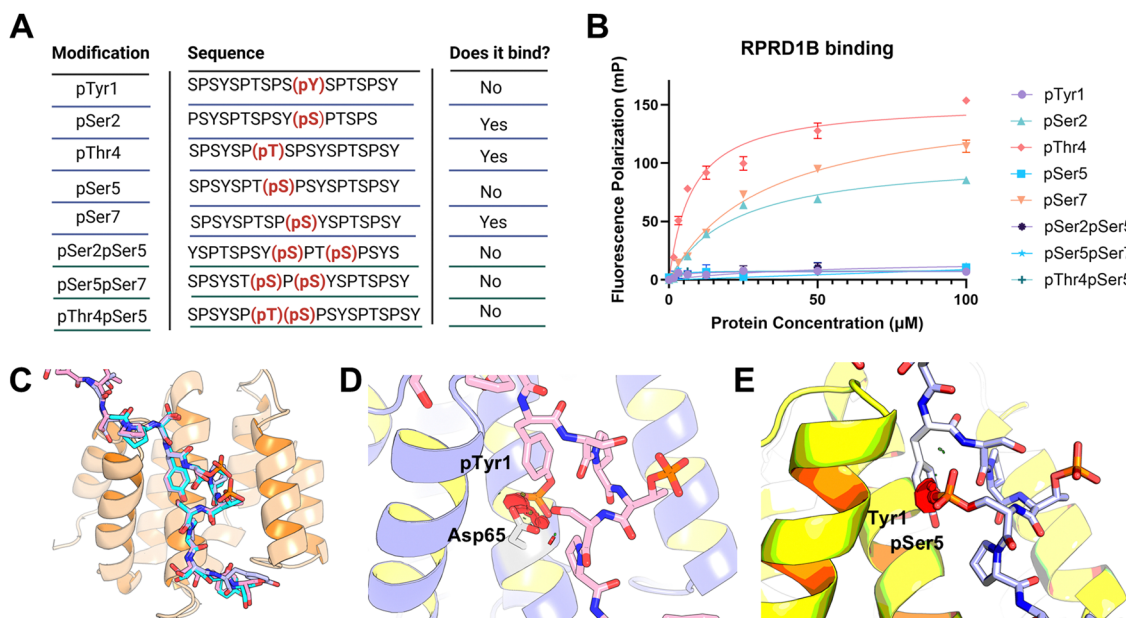 A
Modification Sequence Does it bind?
pTyr1 SPSYSPTSPS(pY)SPTSPSY No
pSer2 PSYSPTSPSY(pS)PTSPS Yes
pThr4 SPSYSP(pT)SPSYSPTSPSY Yes
pSer5 SPSYSPT(pS)PSYSPTSPSY No
pSer7 SPSYSPTSP(pS)YSPTSPSY Yes
pSer2pSer5 YSPTSPSY(pS)PT(pS)PSYS No
pSer5pSer7 SPSYST(pS)P(pS)YSPTSPSY No
pThr4pSer5 SPSYSP(pT)(pS)PSYSPTSPSY No
B
RPRD1B binding
Fluorescence Polarization (mP)
150
100
50
0
0 50 100
Protein Concentration (µM)
pTyr1
pSer2
pThr4
pSer5
pSer7
pSer2pSer5
pSer5pSer7
pThr4pSer5
C
D
pTyr1
Asp65
E
Tyr1
pSer5